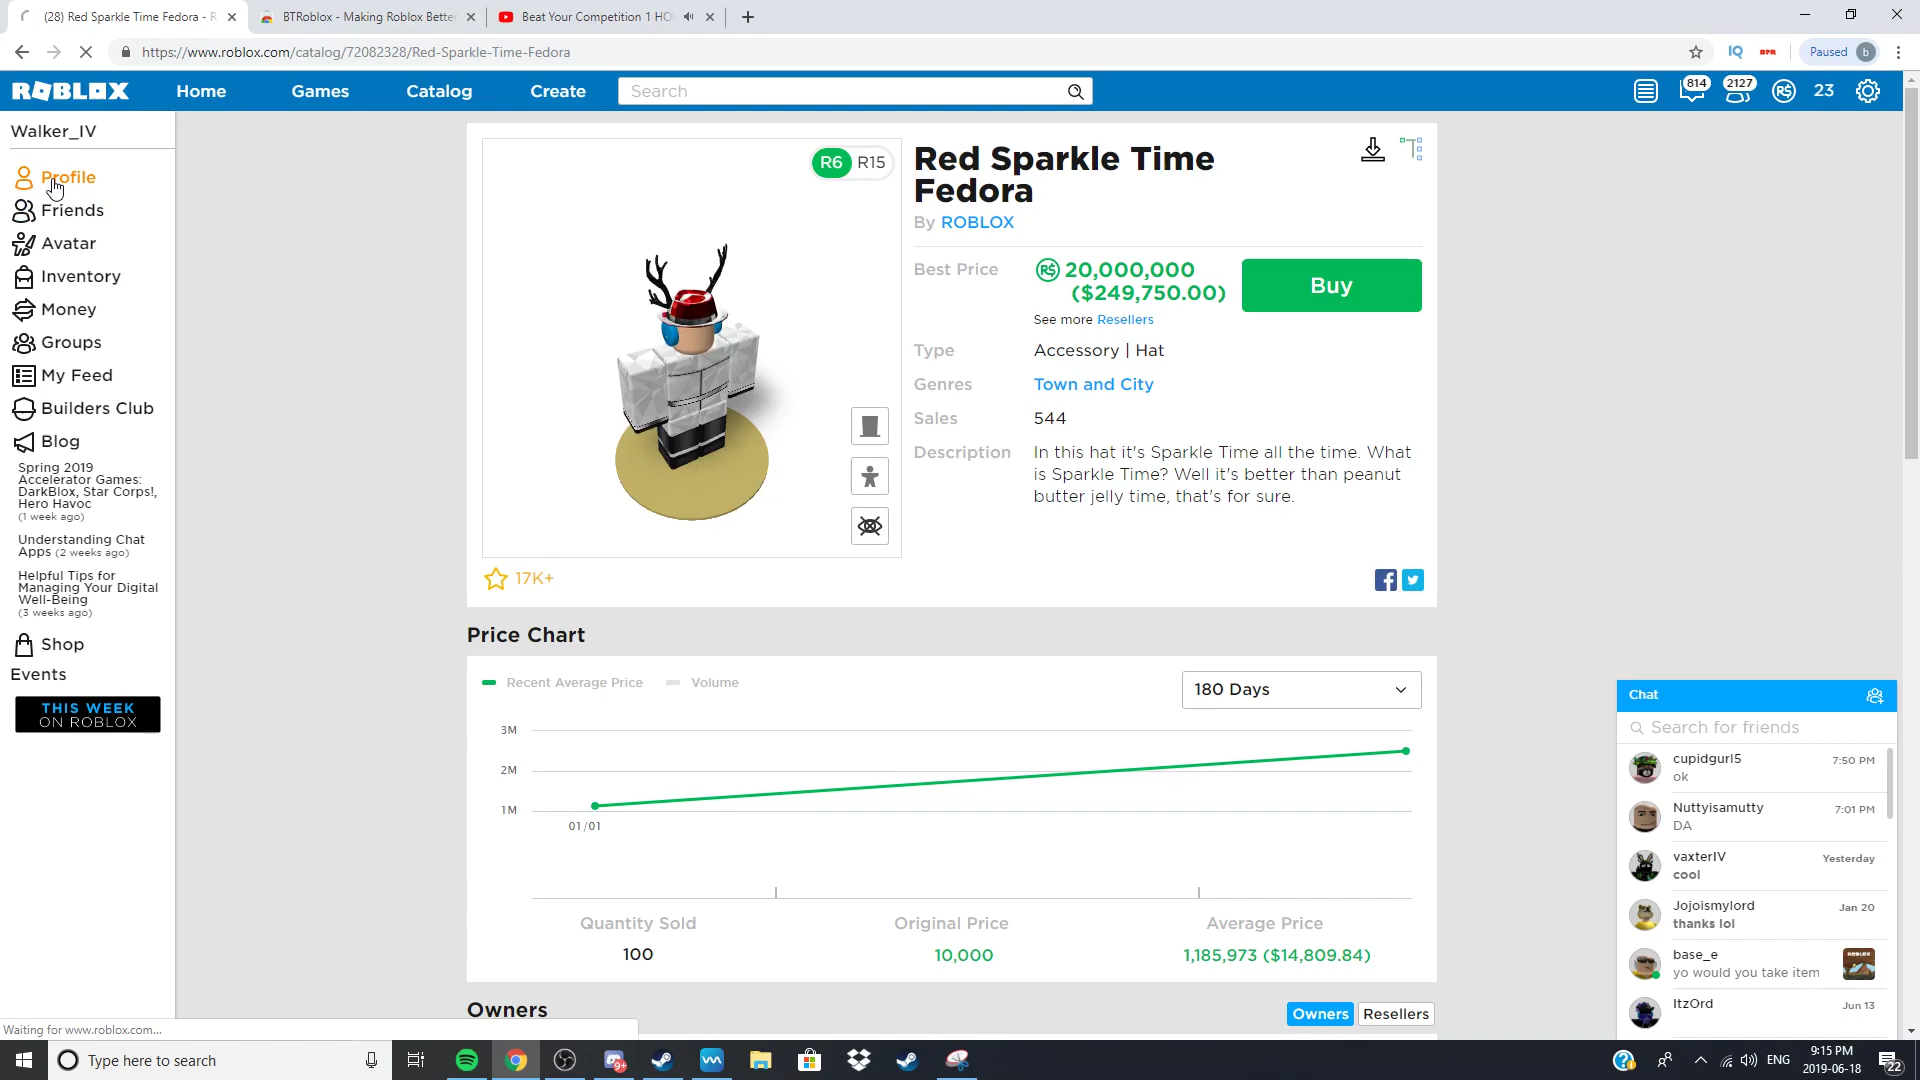 (28) Red Sparkle Time Fedora - R
BTRoblox - Making Roblox Better
Beat Your Competition 1 HO
https://www.roblox.com/catalog/72082328/Red-Sparkle-Time-Fedora
IQ
BTR
Paused
b
ROBLOX
Home
Games
Catalog
Create
Search
814
2127
R$
23
Walker_IV
Profile
Friends
Avatar
Inventory
Money
Groups
My Feed
Builders Club
Blog
Spring 2019
Accelerator Games:
DarkBlox, Star Corps!,
Hero Havoc
(1 week ago)
Understanding Chat
Apps (2 weeks ago)
Helpful Tips for
Managing Your Digital
Well-Being
(3 weeks ago)
Shop
Events
THIS WEEK
ON ROBLOX
R6 R15
17K+
Red Sparkle Time
Fedora
By ROBLOX
Best Price
R$ 20,000,000
($249,750.00)
Buy
See more Resellers
Type
Accessory | Hat
Genres
Town and City
Sales
544
Description
In this hat it's Sparkle Time all the time. What
is Sparkle Time? Well it's better than peanut
butter jelly time, that's for sure.
Price Chart
Recent Average Price
Volume
180 Days
3M
2M
1M
01/01
Quantity Sold
100
Original Price
10,000
Average Price
1,185,973 ($14,809.84)
Owners
Owners
Resellers
Chat
Search for friends
cupidgurl5
7:50 PM
ok
Nuttyisamutty
7:01 PM
DA
vaxterIV
Yesterday
cool
Jojoismylord
Jan 20
thanks lol
base_e
yo would you take item
ROBLOX
ItzOrd
Jun 13
Waiting for www.roblox.com...
Type here to search
9+
ENG
9:15 PM
2019-06-18
22